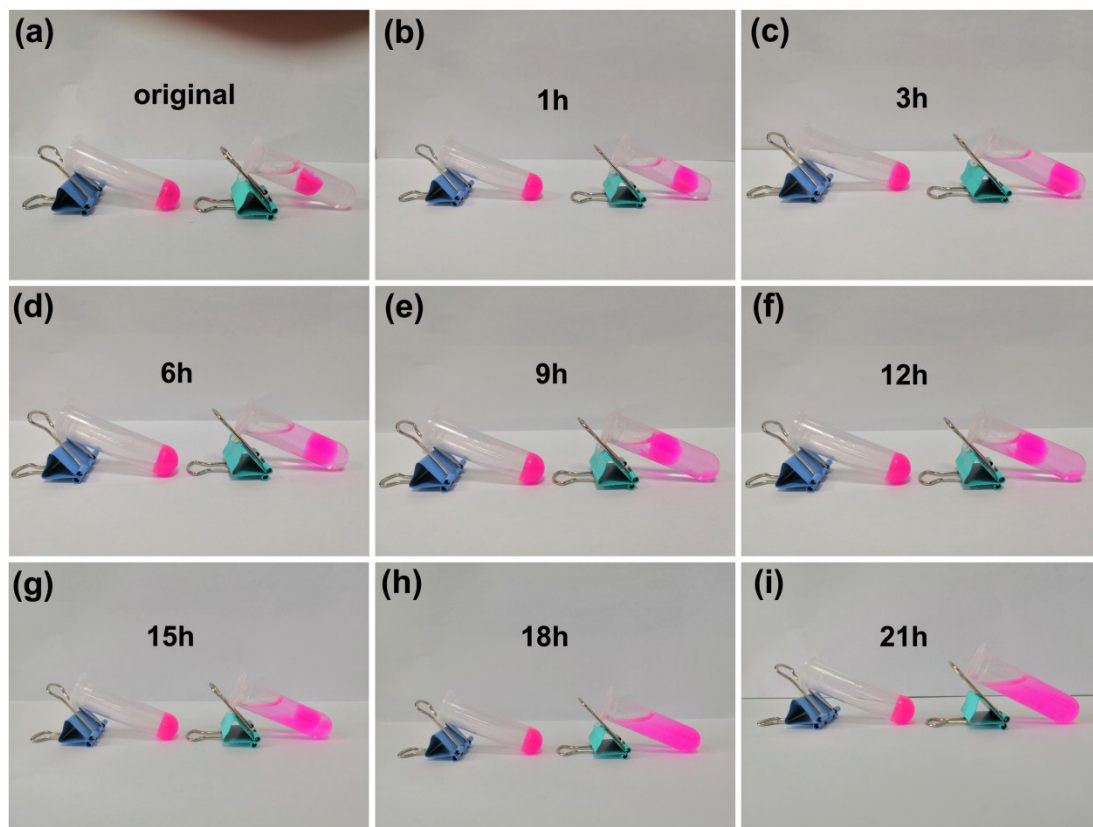 (a)
original
(b)
1h
(c)
3h
(d)
6h
(e)
9h
(f)
12h
(g)
15h
(h)
18h
(i)
21h